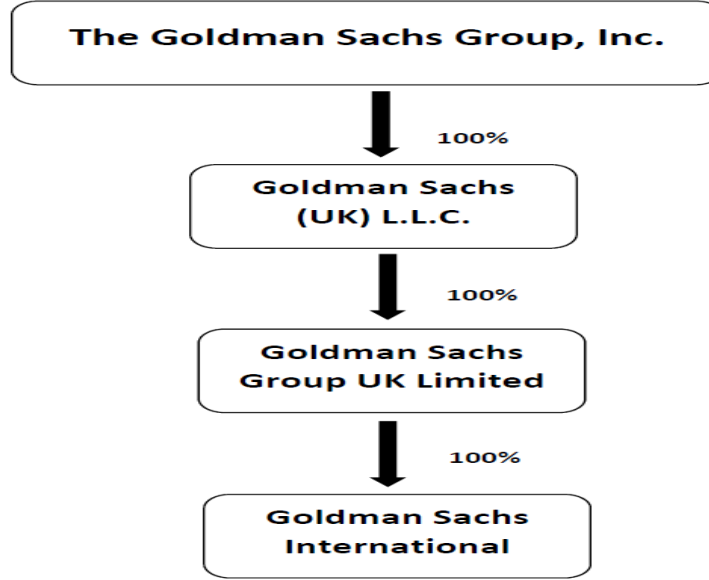 The Goldman Sachs Group, Inc.
100%
Goldman Sachs
(UK) L.L.C.
100%
Goldman Sachs
Group UK Limited
100%
Goldman Sachs
International